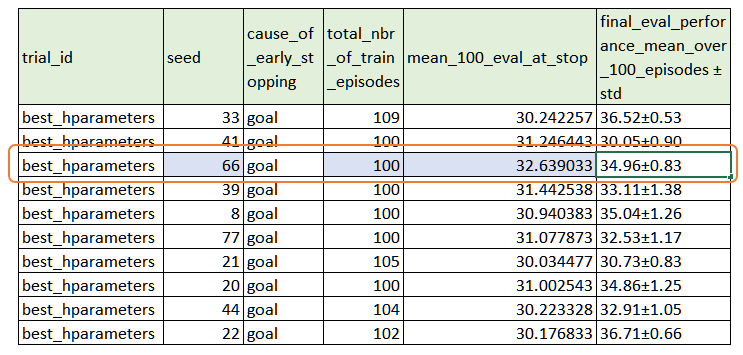 trial_id seed cause_of_early_stopping total_nbr_of_train_episodes mean_100_eval_at_stop final_eval_performance_mean_over_100_episodes ± std
best_hparameters 33 goal 109 30.242257 36.52±0.53
best_hparameters 41 goal 100 31.246443 30.05±0.90
best_hparameters 66 goal 100 32.639033 34.96±0.83
best_hparameters 39 goal 100 31.442538 33.11±1.38
best_hparameters 8 goal 100 30.940383 35.04±1.26
best_hparameters 77 goal 100 31.077873 32.53±1.17
best_hparameters 21 goal 105 30.034477 30.73±0.83
best_hparameters 20 goal 100 31.002543 34.86±1.25
best_hparameters 44 goal 104 30.223328 32.91±1.05
best_hparameters 22 goal 102 30.176833 36.71±0.66